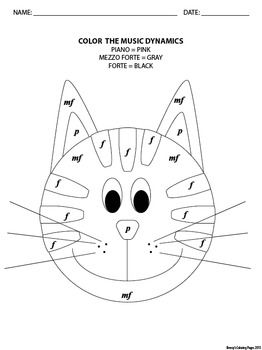 NAME: DATE:
COLOR THE MUSIC DYNAMICS
PIANO = PINK
MEZZO FORTE = GRAY
FORTE = BLACK
mf mf
p p
f f f
mf mf
f f
f f
p
f f
mf